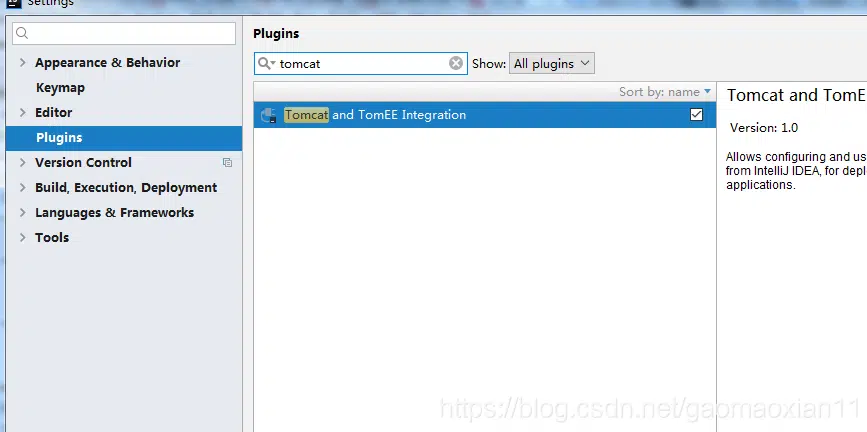 Settings
Plugins
tomcat
Show: All plugins
Appearance & Behavior
Keymap
Editor
Plugins
Version Control
Build, Execution, Deployment
Languages & Frameworks
Tools
Sort by: name
Tomcat and TomEE Integration
Tomcat and TomE
Version: 1.0
Allows configuring and us
from IntelliJ IDEA, for depl
applications.
https://blog.csdn.net/gaomaoxian11